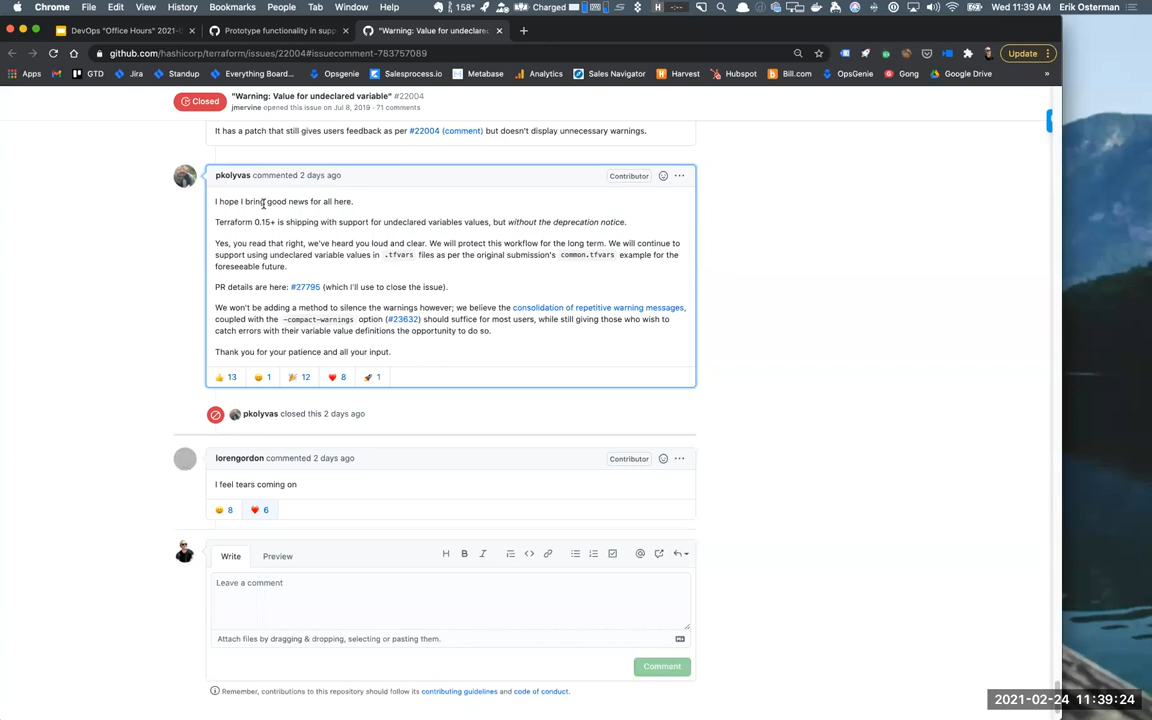 Chrome File Edit View History Bookmarks People Tab Window Help 158° Charged Wed 11:39 AM Erik Osterman
DevOps "Office Hours" 2021- Prototype functionality in supp "Warning: Value for undeclared
github.com/hashicorp/terraform/issues/22004#issuecomment-783757089 Update
Apps GTD Jira Standup Everything Board... Opsgenie Salesprocess.io Metabase Analytics Sales Navigator Harvest Hubspot Bill.com OpsGenie Gong Google Drive »
Closed "Warning: Value for undeclared variable" #22004
jmervine opened this issue on Jul 8, 2019 · 71 comments
It has a patch that still gives users feedback as per #22004 (comment) but doesn't display unnecessary warnings.
pkolyvas commented 2 days ago Contributor
I hope I bring good news for all here.
Terraform 0.15+ is shipping with support for undeclared variables values, but without the deprecation notice.
Yes, you read that right, we've heard you loud and clear. We will protect this workflow for the long term. We will continue to
support using undeclared variable values in .tfvars files as per the original submission's common.tfvars example for the
foreseeable future.
PR details are here: #27795 (which I'll use to close the issue).
We won't be adding a method to silence the warnings however; we believe the consolidation of repetitive warning messages,
coupled with the -compact-warnings option (#23632) should suffice for most users, while still giving those who wish to
catch errors with their variable value definitions the opportunity to do so.
Thank you for your patience and all your input.
👍 13 😄 1 🎉 12 ❤️ 8 🚀 1
pkolyvas closed this 2 days ago
lorengordon commented 2 days ago Contributor
I feel tears coming on
😄 8 ❤️ 6
Write Preview
Leave a comment
Attach files by dragging & dropping, selecting or pasting them.
Comment
Remember, contributions to this repository should follow its contributing guidelines and code of conduct.
2021-02-24 11:39:24